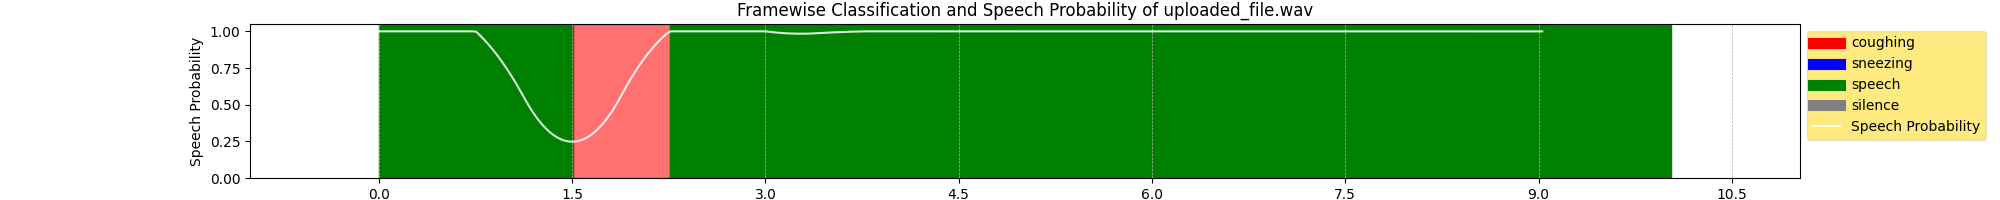 Framewise Classification and Speech Probability of uploaded_file.wav
Speech Probability
1.00
0.75
0.50
0.25
0.00
0.0 1.5 3.0 4.5 6.0 7.5 9.0 10.5
coughing
sneezing
speech
silence
Speech Probability